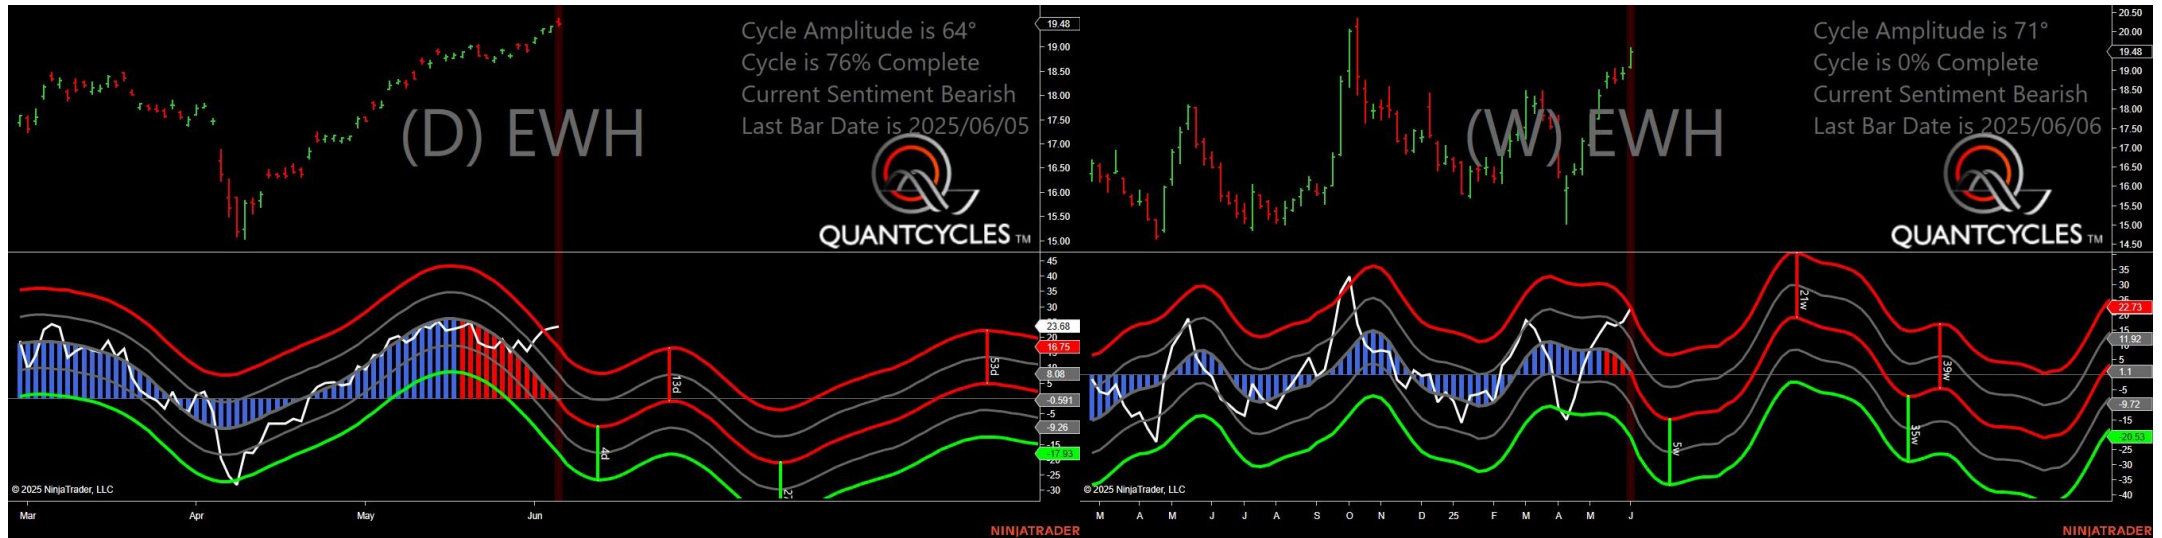 Cycle Amplitude is 64°
Cycle is 76% Complete
Current Sentiment Bearish
Last Bar Date is 2025/06/05
(D) EWH
QUANTCYCLES TM
19.48
19.00
18.50
18.00
17.50
17.00
16.50
16.00
15.50
15.00
45
40
35
30
23.68
20
16.75
8.08
5
-0.591
-5
-9.26
-15
-17.93
-25
-30
4d
13d
27
53d
© 2025 NinjaTrader, LLC
Mar
Apr
May
Jun
NINJATRADER
Cycle Amplitude is 71°
Cycle is 0% Complete
Current Sentiment Bearish
Last Bar Date is 2025/06/06
(W) EWH
QUANTCYCLES TM
20.50
20.00
19.48
19.00
18.50
18.00
17.50
17.00
16.50
16.00
15.50
15.00
14.50
35
30
25
22.73
15
11.92
5
1.1
-5
-9.72
-15
-20.53
-25
-30
-35
-40
5w
21w
35w
39w
© 2025 NinjaTrader, LLC
M A M J J A S O N D 25 F M A M J
NINJATRADER